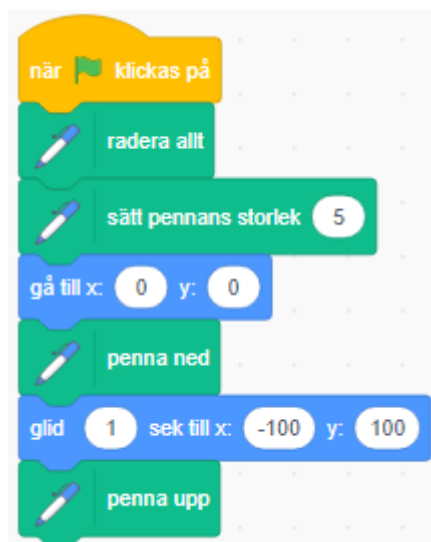 när klickas på
radera allt
sätt pennans storlek 5
gå till x: 0 y: 0
penna ned
glid 1 sek till x: -100 y: 100
penna upp